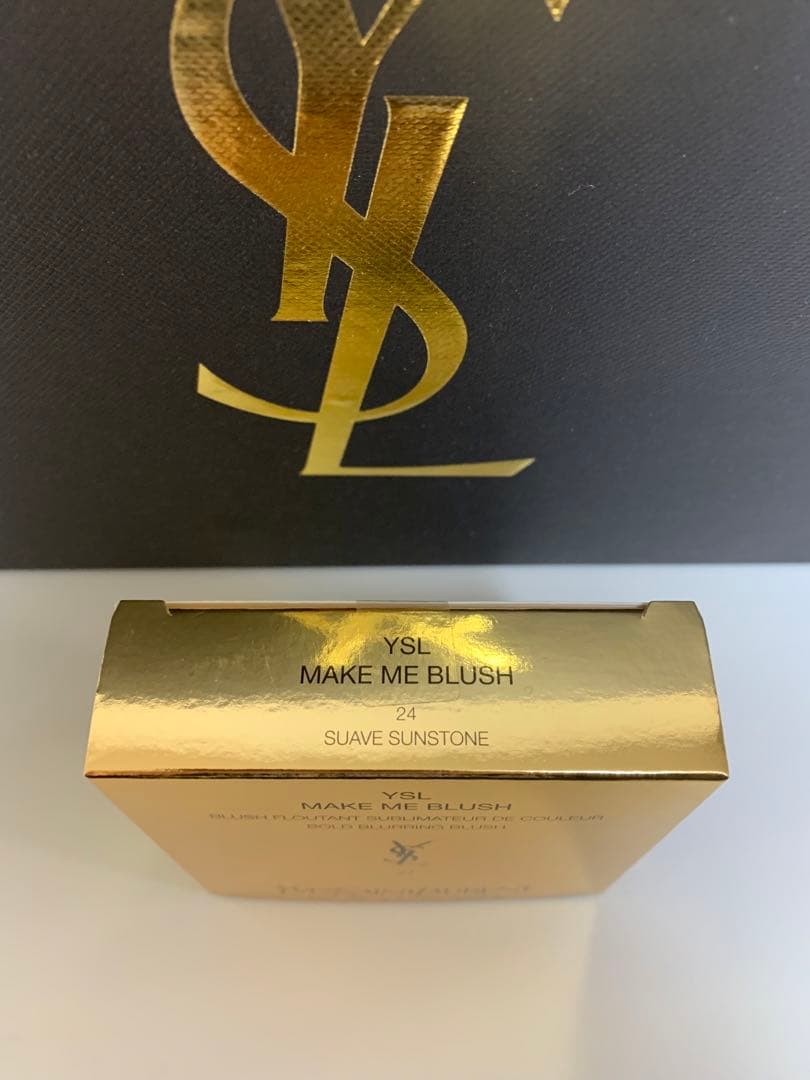 YSL
YSL
MAKE ME BLUSH
24
SUAVE SUNSTONE
YSL
MAKE ME BLUSH
BLUSH FLOUTANT SUBLIMATEUR DE COULEUR
BOLD BLURRING BLUSH